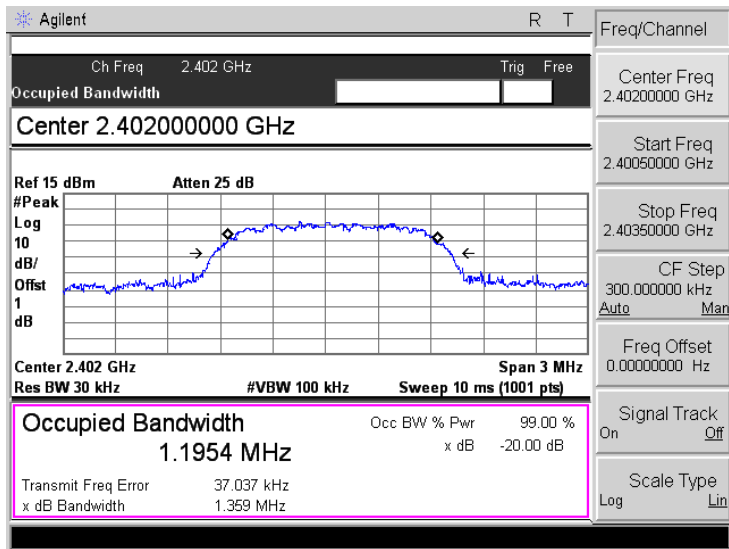 Agilent R T
Ch Freq 2.402 GHz Trig Free
Occupied Bandwidth
Center 2.402000000 GHz
Ref 15 dBm Atten 25 dB
#Peak
Log
10
dB/
Offst
1
dB
Center 2.402 GHz Span 3 MHz
Res BW 30 kHz #VBW 100 kHz Sweep 10 ms (1001 pts)
Occupied Bandwidth Occ BW % Pwr 99.00 %
1.1954 MHz x dB -20.00 dB
Transmit Freq Error 37.037 kHz
x dB Bandwidth 1.359 MHz
Freq/Channel
Center Freq
2.40200000 GHz
Start Freq
2.40050000 GHz
Stop Freq
2.40350000 GHz
CF Step
300.000000 kHz
Auto Man
Freq Offset
0.00000000 Hz
Signal Track
On Off
Scale Type
Log Lin